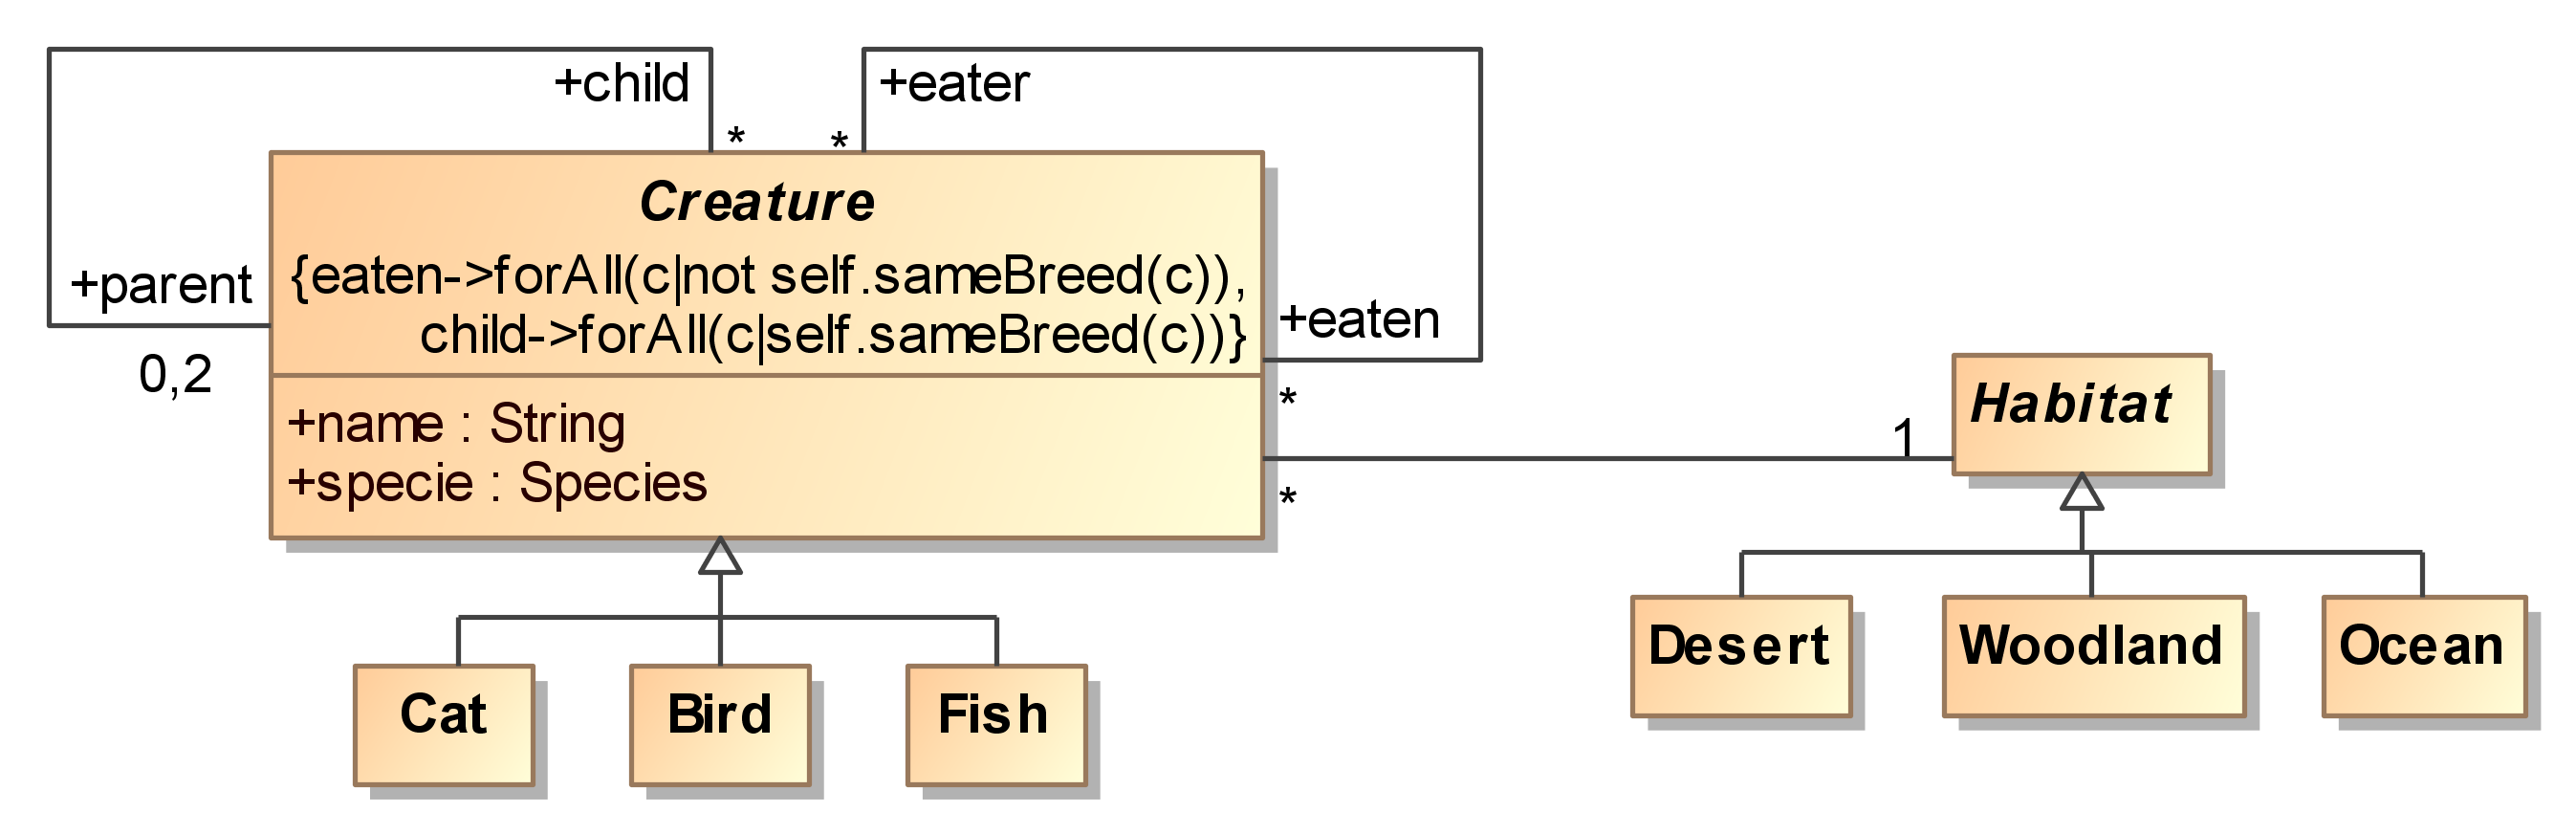 +child
+eater
*
*
Creature
{eaten->forAll(c|not self.sameBreed(c)),
child->forAll(c|self.sameBreed(c))}
+parent
0,2
+eaten
*
+name : String
+specie : Species
*
1
Habitat
Desert
Woodland
Ocean
Cat
Bird
Fish